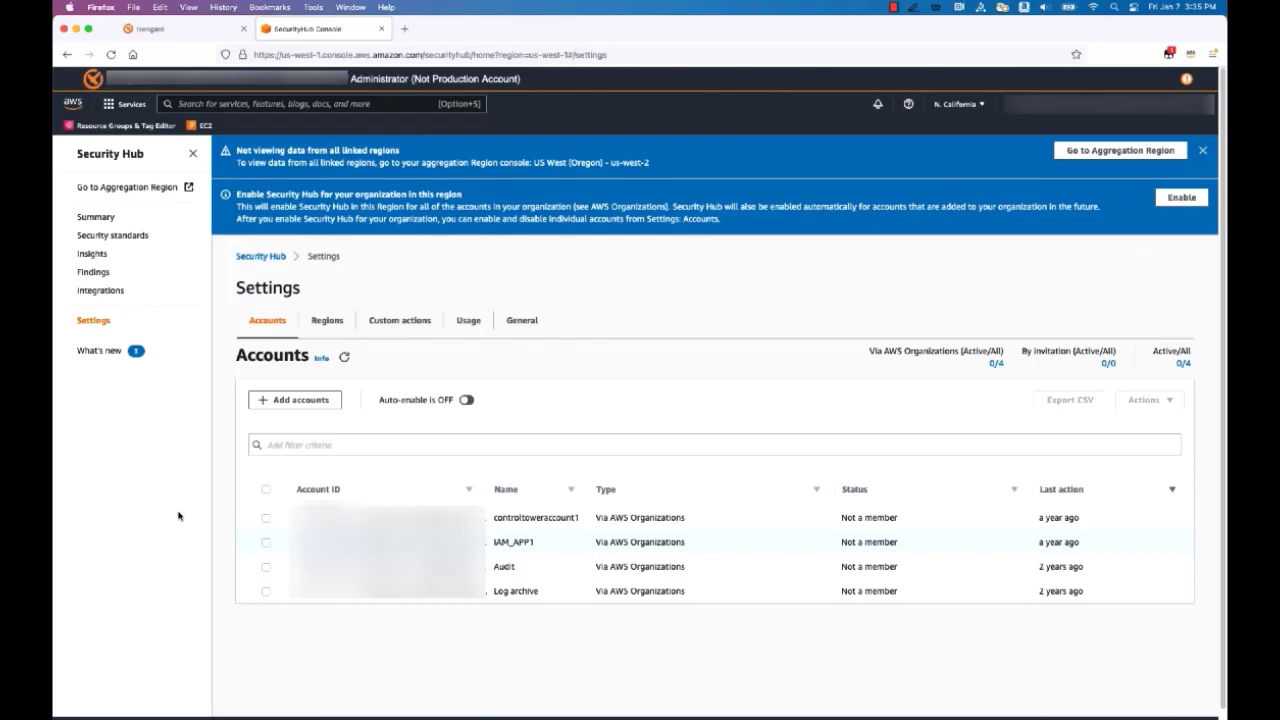 Firefox File Edit View History Bookmarks Tools Window Help Fri Jan 7 3:35 PM
Isengard SecurityHub Console
https://us-west-1.console.aws.amazon.com/securityhub/home?region=us-west-1#/settings
Administrator (Not Production Account)
aws Services Search for services, features, blogs, docs, and more [Option+S] N. California
Resource Groups & Tag Editor EC2
Security Hub
Go to Aggregation Region
Summary
Security standards
Insights
Findings
Integrations
Settings
What's new 3
Not viewing data from all linked regions
To view data from all linked regions, go to your aggregation Region console: US West (Oregon) - us-west-2
Go to Aggregation Region
Enable Security Hub for your organization in this region
This will enable Security Hub in this Region for all of the accounts in your organization (see AWS Organizations). Security Hub will also be enabled automatically for accounts that are added to your organization in the future.
After you enable Security Hub for your organization, you can enable and disable individual accounts from Settings: Accounts.
Enable
Security Hub > Settings
Settings
Accounts Regions Custom actions Usage General
Accounts Info
Via AWS Organizations (Active/All) By invitation (Active/All) Active/All
0/4 0/0 0/4
+ Add accounts Auto-enable is OFF Export CSV Actions
Add filter criteria
Account ID Name Type Status Last action
controltoweraccount1 Via AWS Organizations Not a member a year ago
IAM_APP1 Via AWS Organizations Not a member a year ago
Audit Via AWS Organizations Not a member 2 years ago
Log archive Via AWS Organizations Not a member 2 years ago